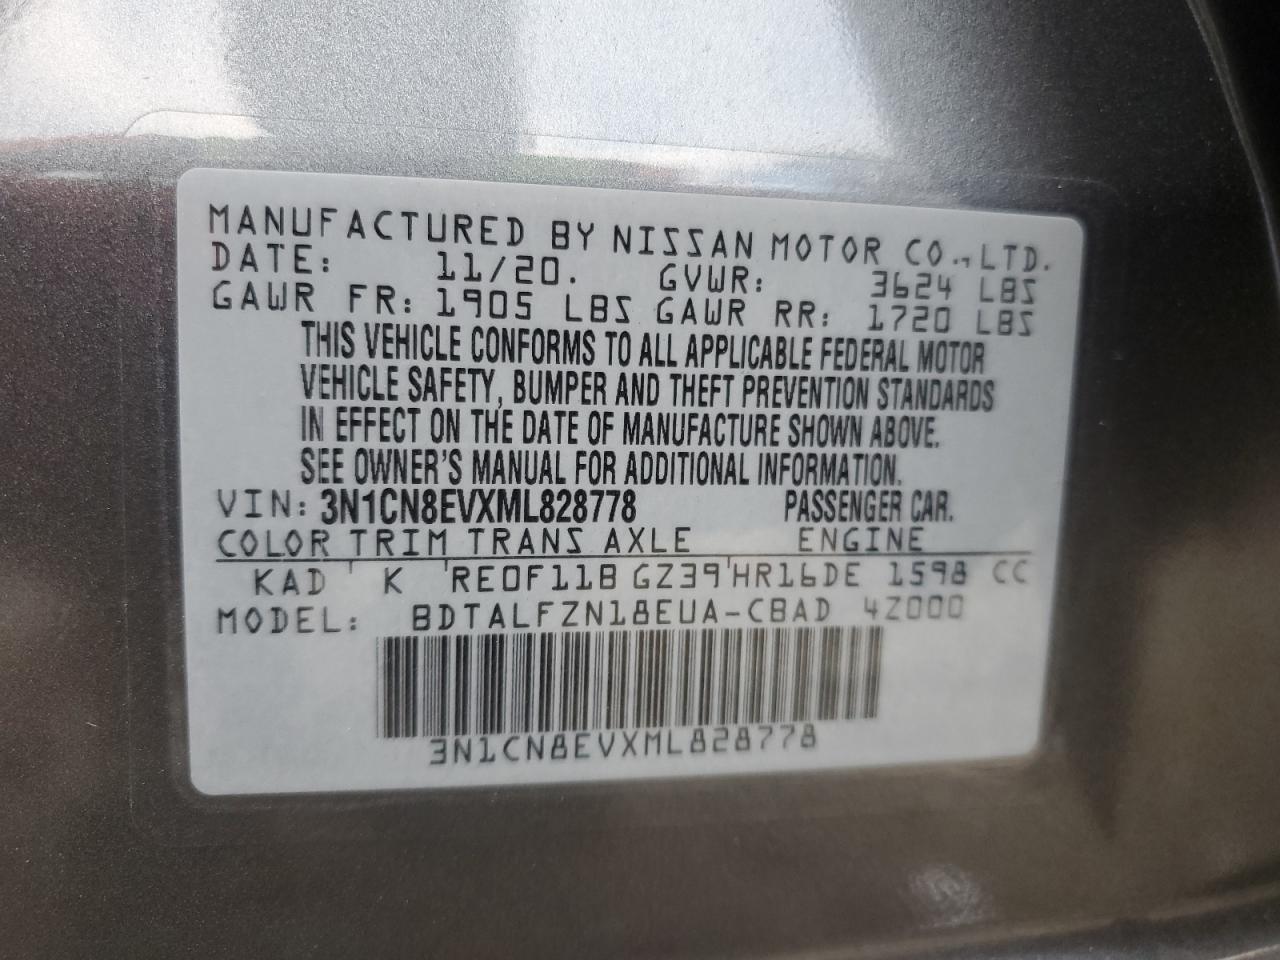 MANUFACTURED BY NISSAN MOTOR CO., LTD.
DATE: 11/20. GVWR: 3624 LBS
GAWR FR: 1905 LBS GAWR RR: 1720 LBS
THIS VEHICLE CONFORMS TO ALL APPLICABLE FEDERAL MOTOR
VEHICLE SAFETY, BUMPER AND THEFT PREVENTION STANDARDS
IN EFFECT ON THE DATE OF MANUFACTURE SHOWN ABOVE.
SEE OWNER'S MANUAL FOR ADDITIONAL INFORMATION.
VIN: 3N1CN8EVXML828778 PASSENGER CAR.
COLOR TRIM TRANS AXLE ENGINE
KAD K RE0F11B GZ39 HR16DE 1598 CC
MODEL: BDTALFZN18EUA-CBAD 4Z000
3N1CN8EVXML828778